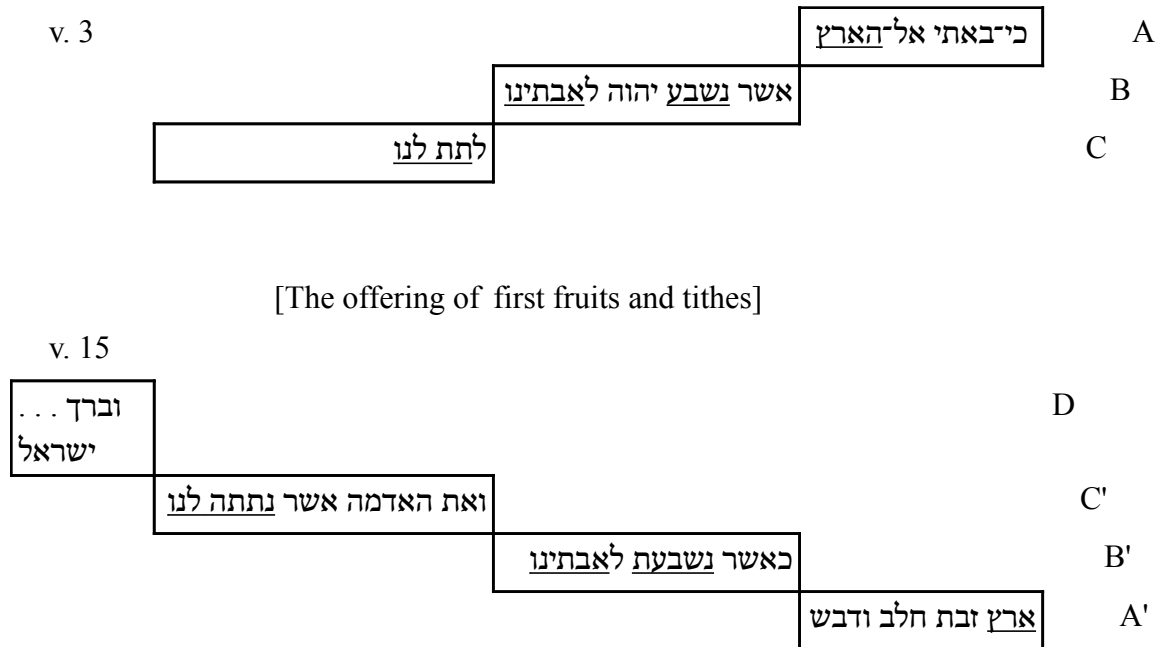 v. 3
כי־באתי אל־הארץ A
אשר נשבע יהוה לאבתינו B
לתת לנו C
[The offering of first fruits and tithes]
v. 15
וברך . . . D
ישראל
ואת האדמה אשר נתתה לנו C'
כאשר נשבעת לאבתינו B'
ארץ זבת חלב ודבש A'